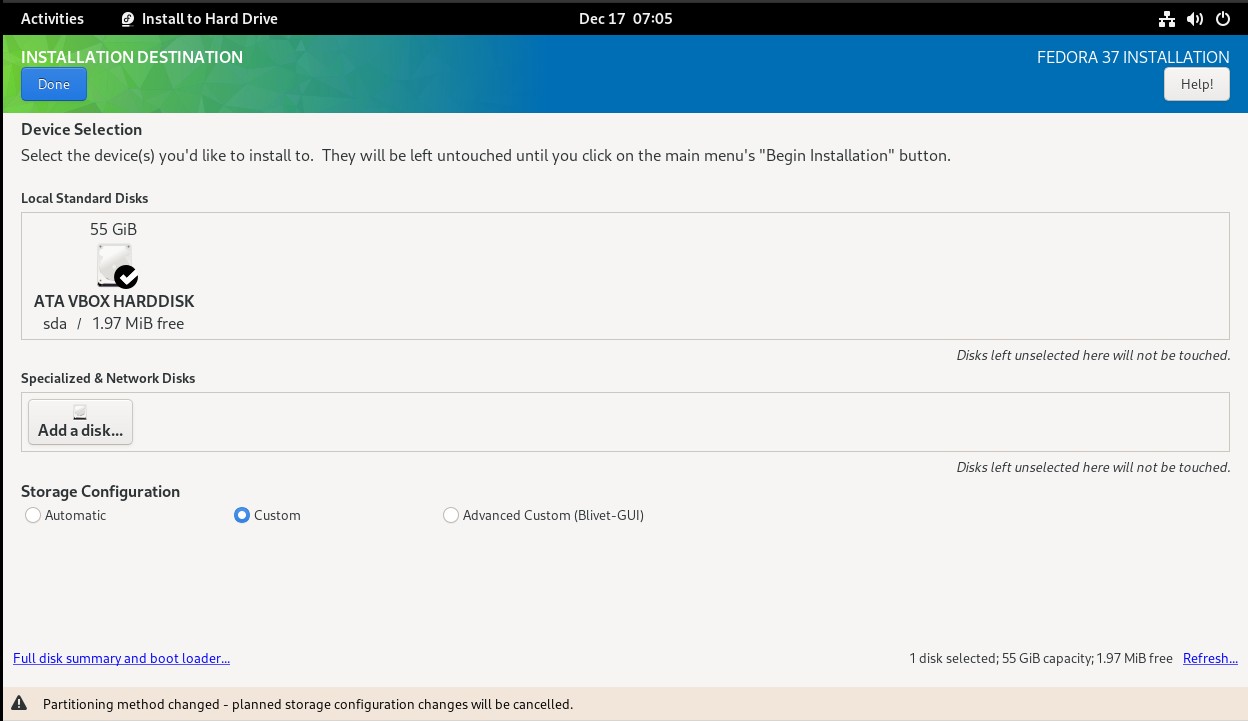 Activities Install to Hard Drive Dec 17 07:05
INSTALLATION DESTINATION FEDORA 37 INSTALLATION
Done Help!
Device Selection
Select the device(s) you'd like to install to. They will be left untouched until you click on the main menu's "Begin Installation" button.
Local Standard Disks
55 GiB
ATA VBOX HARDDISK
sda / 1.97 MiB free
Disks left unselected here will not be touched.
Specialized & Network Disks
Add a disk...
Disks left unselected here will not be touched.
Storage Configuration
Automatic Custom Advanced Custom (Blivet-GUI)
Full disk summary and boot loader... 1 disk selected; 55 GiB capacity; 1.97 MiB free Refresh...
Partitioning method changed - planned storage configuration changes will be cancelled.